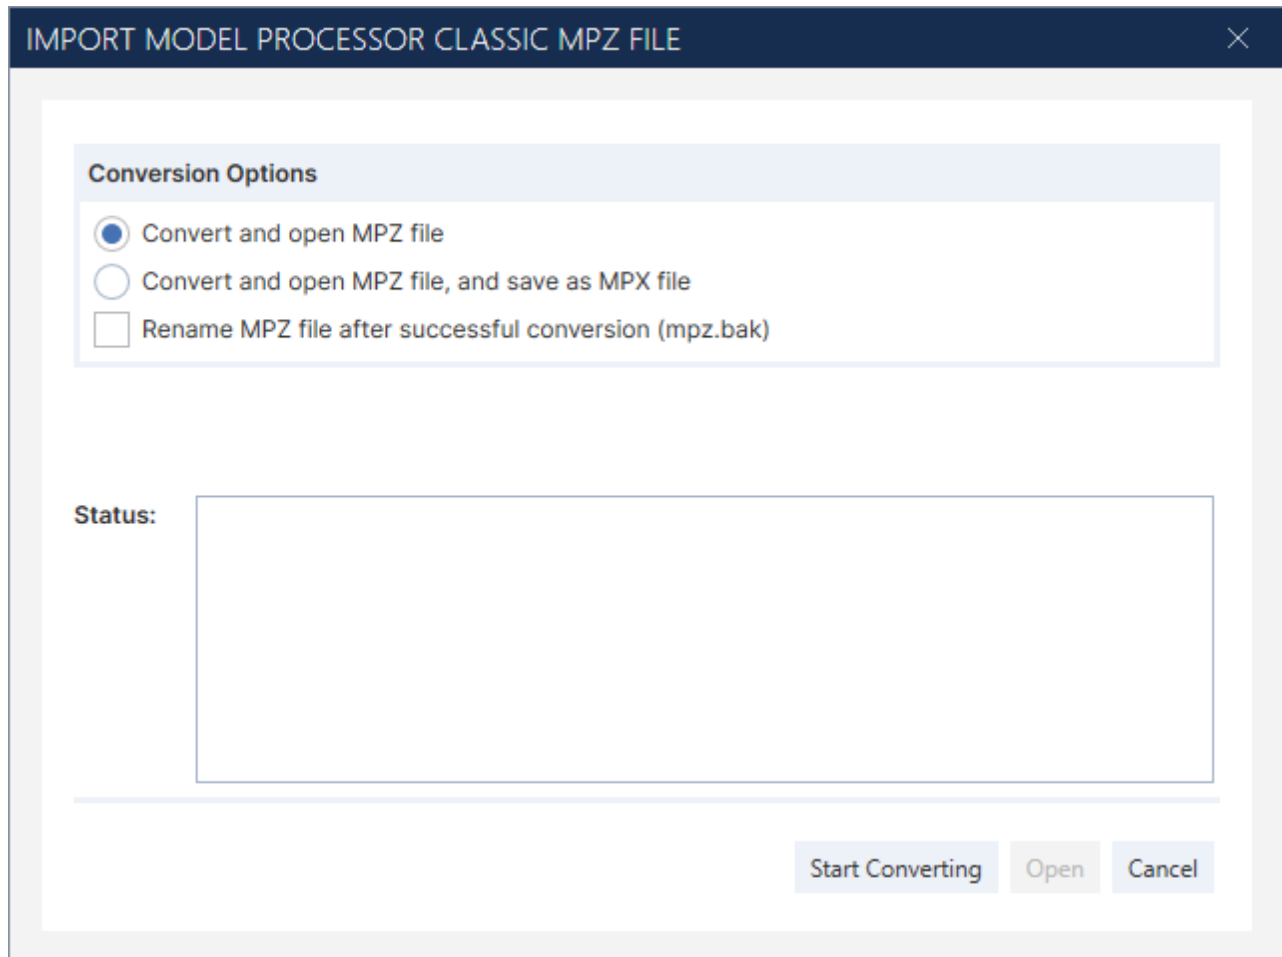 IMPORT MODEL PROCESSOR CLASSIC MPZ FILE
Conversion Options
Convert and open MPZ file
Convert and open MPZ file, and save as MPX file
Rename MPZ file after successful conversion (mpz.bak)
Status:
Start Converting Open Cancel